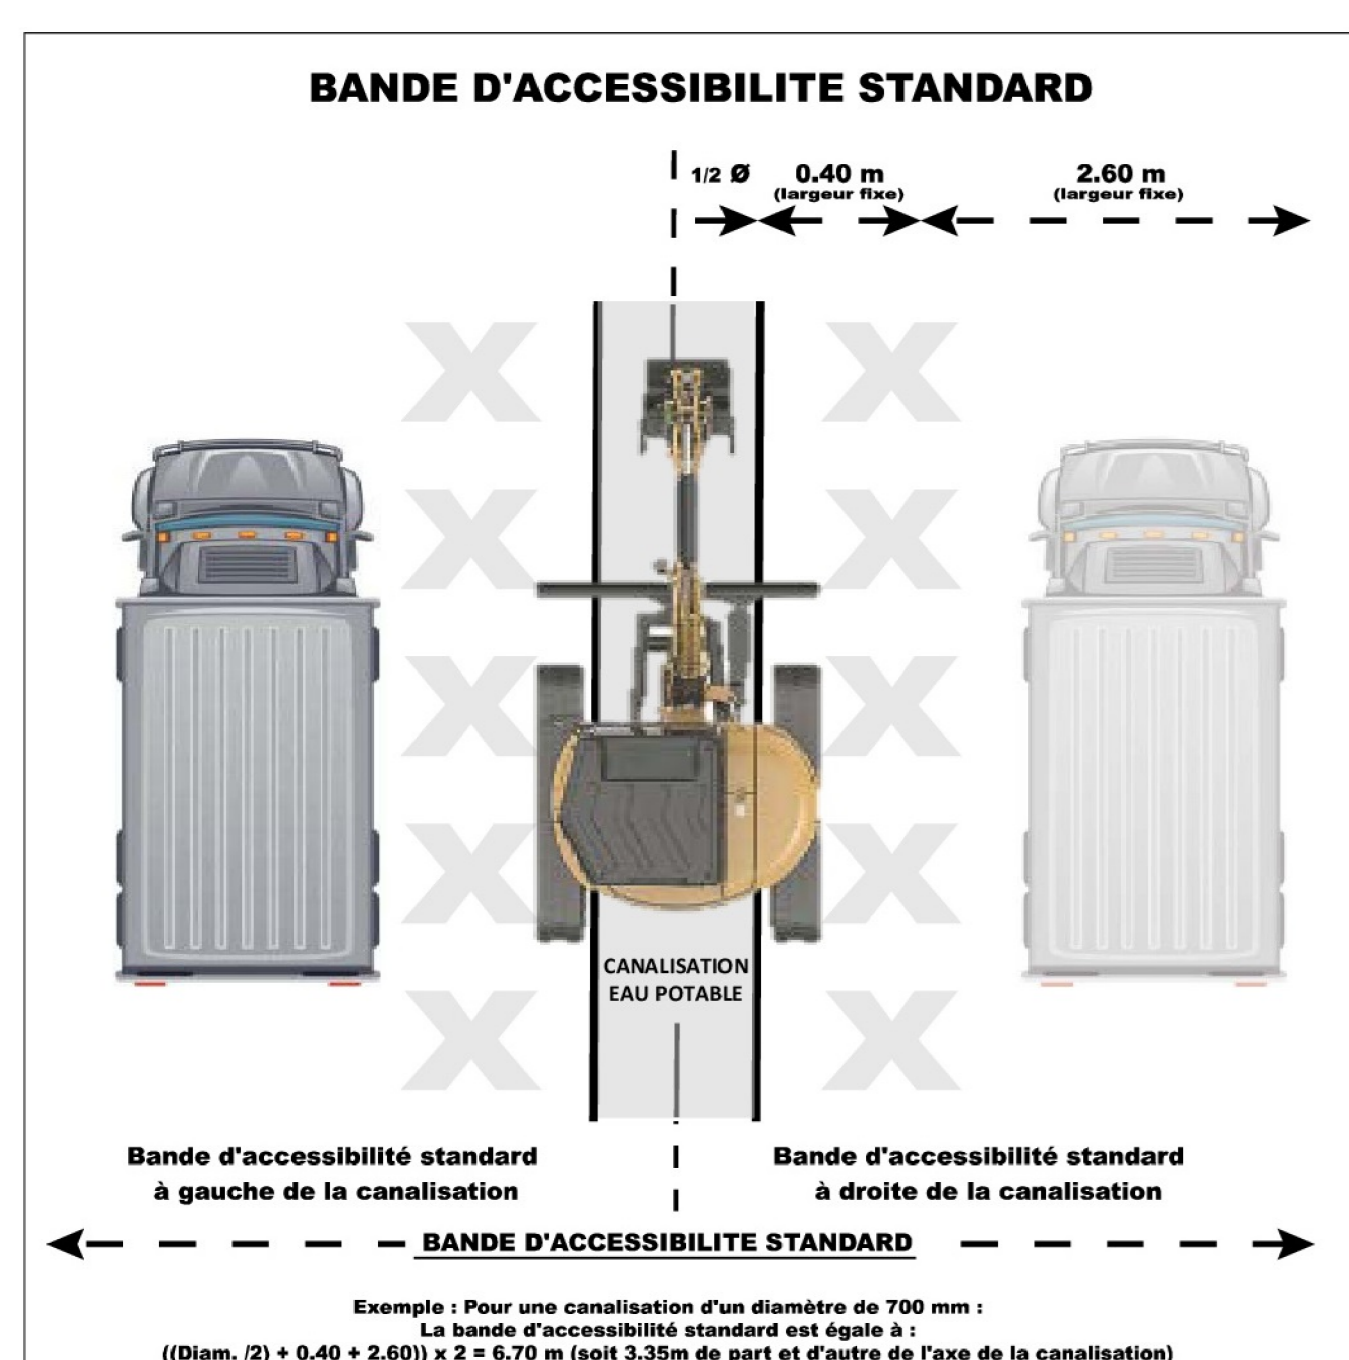 BANDE D'ACCESSIBILITE STANDARD
1/2 Ø 0.40 m 2.60 m
(largeur fixe) (largeur fixe)
CANALISATION
EAU POTABLE
Bande d'accessibilité standard Bande d'accessibilité standard
à gauche de la canalisation à droite de la canalisation
BANDE D'ACCESSIBILITE STANDARD
Exemple : Pour une canalisation d'un diamètre de 700 mm :
La bande d'accessibilité standard est égale à :
((Diam. /2) + 0.40 + 2.60)) x 2 = 6.70 m (soit 3.35m de part et d'autre de l'axe de la canalisation)